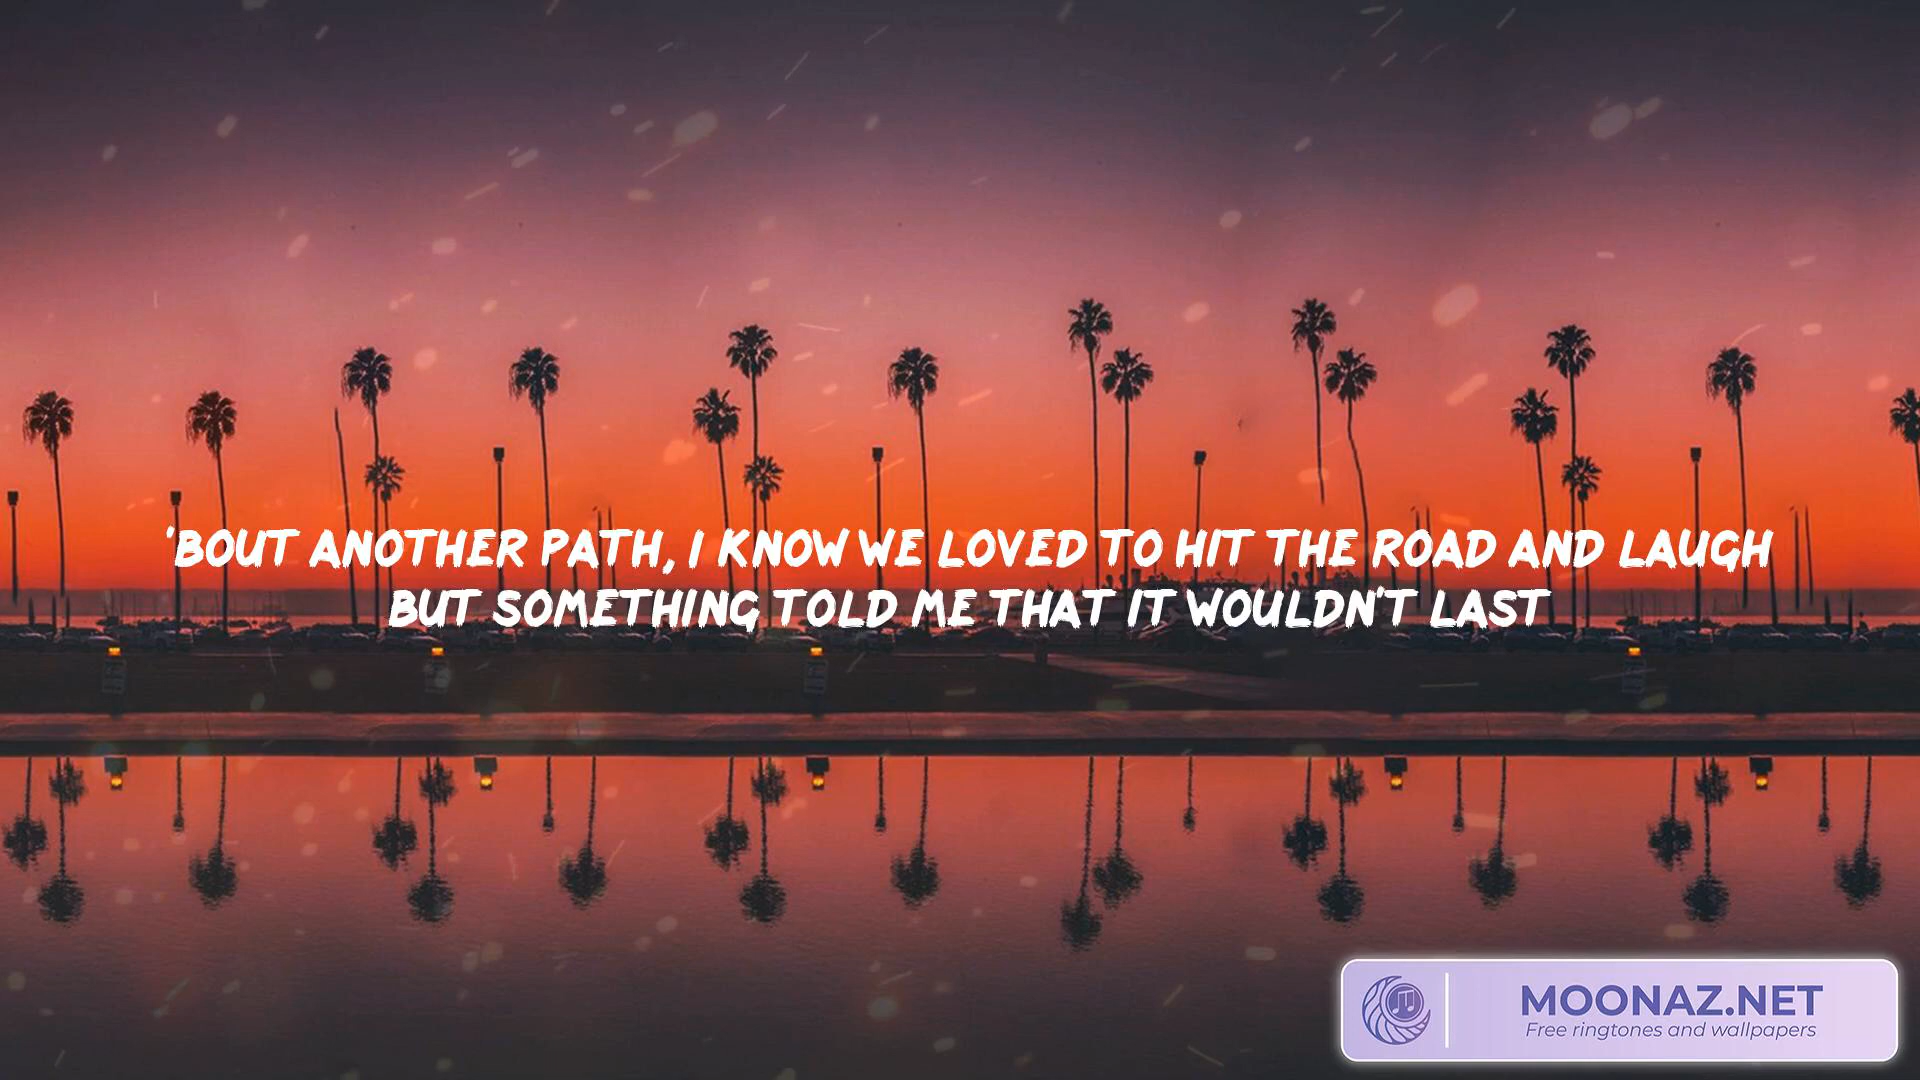 'BOUT ANOTHER PATH, I KNOW WE LOVED TO HIT THE ROAD AND LAUGH
BUT SOMETHING TOLD ME THAT IT WOULDN'T LAST
MOONAZ.NET
Free ringtones and wallpapers